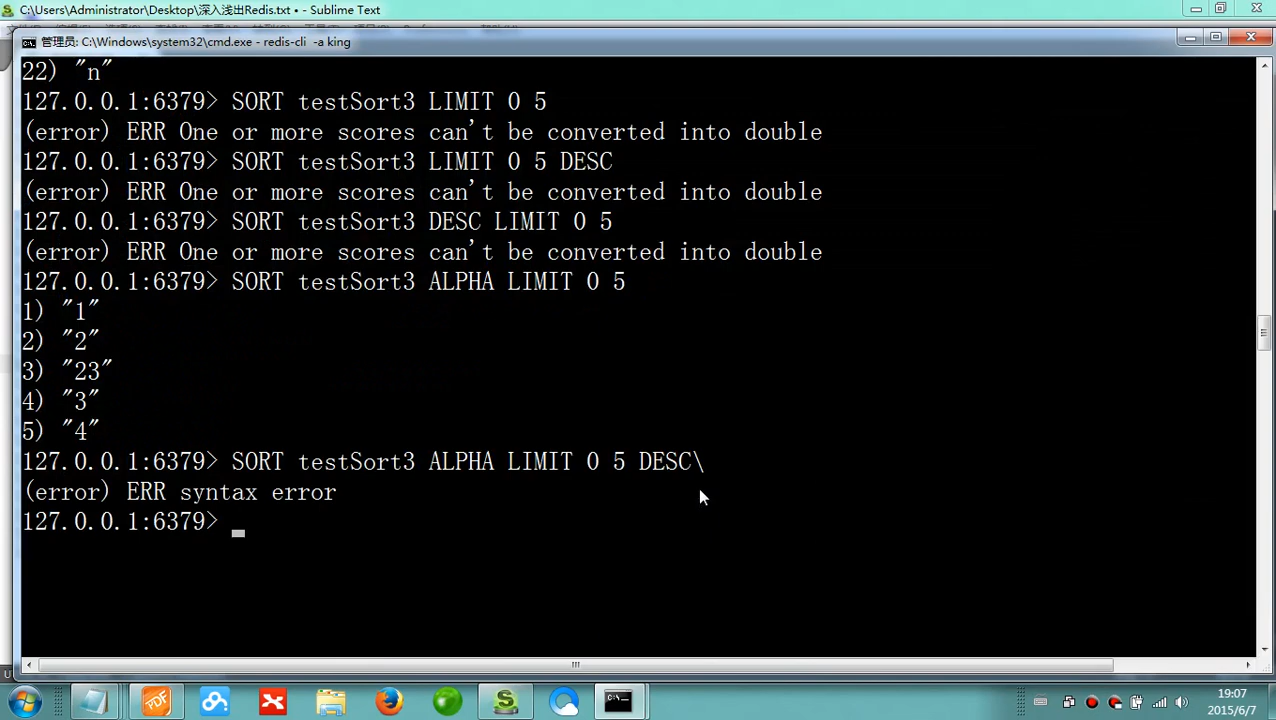 C:\Users\Administrator\Desktop\深入浅出Redis.txt • - Sublime Text
管理员: C:\Windows\system32\cmd.exe - redis-cli -a king
22) "n"
127.0.0.1:6379> SORT testSort3 LIMIT 0 5
(error) ERR One or more scores can't be converted into double
127.0.0.1:6379> SORT testSort3 LIMIT 0 5 DESC
(error) ERR One or more scores can't be converted into double
127.0.0.1:6379> SORT testSort3 DESC LIMIT 0 5
(error) ERR One or more scores can't be converted into double
127.0.0.1:6379> SORT testSort3 ALPHA LIMIT 0 5
1) "1"
2) "2"
3) "23"
4) "3"
5) "4"
127.0.0.1:6379> SORT testSort3 ALPHA LIMIT 0 5 DESC\
(error) ERR syntax error
127.0.0.1:6379>
PDF
19:07
2015/6/7